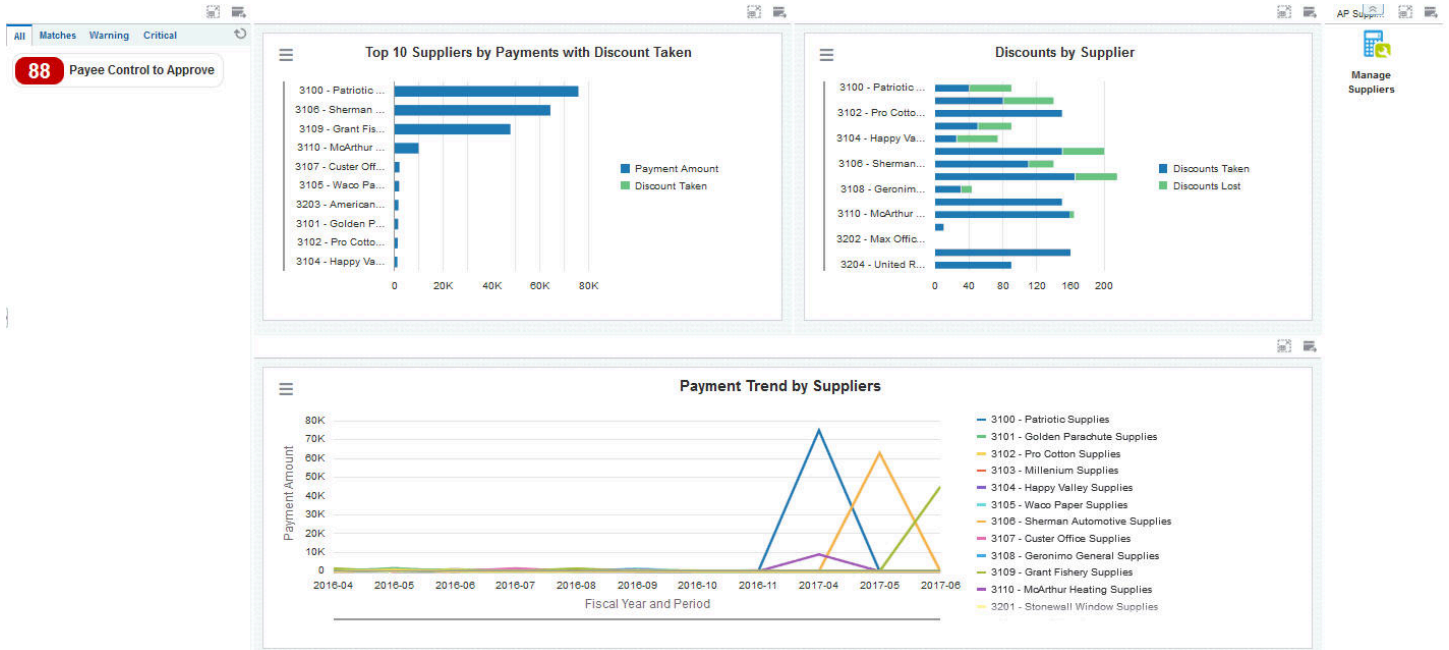 All Matches Warning Critical
88 Payee Control to Approve
Top 10 Suppliers by Payments with Discount Taken
3100 - Patriotic ...
3106 - Sherman ...
3109 - Grant Fis...
3110 - McArthur ...
3107 - Custer Off...
3105 - Waco Pa...
3203 - American...
3101 - Golden P...
3102 - Pro Cotto...
3104 - Happy Va...
0 20K 40K 60K 80K
Payment Amount
Discount Taken
Discounts by Supplier
3100 - Patriotic ...
3102 - Pro Cotto...
3104 - Happy Va...
3106 - Sherman...
3108 - Geronim...
3110 - McArthur ...
3202 - Max Offic...
3204 - United R...
0 40 80 120 160 200
Discounts Taken
Discounts Lost
AP Suppl...
Manage
Suppliers
Payment Trend by Suppliers
Payment Amount
80K
70K
60K
50K
40K
30K
20K
10K
0
2016-04 2016-05 2016-06 2016-07 2016-08 2016-09 2016-10 2016-11 2017-04 2017-05 2017-06
Fiscal Year and Period
3100 - Patriotic Supplies
3101 - Golden Parachute Supplies
3102 - Pro Cotton Supplies
3103 - Millenium Supplies
3104 - Happy Valley Supplies
3105 - Waco Paper Supplies
3106 - Sherman Automotive Supplies
3107 - Custer Office Supplies
3108 - Geronimo General Supplies
3109 - Grant Fishery Supplies
3110 - McArthur Heating Supplies
3201 - Stonewall Window Supplies